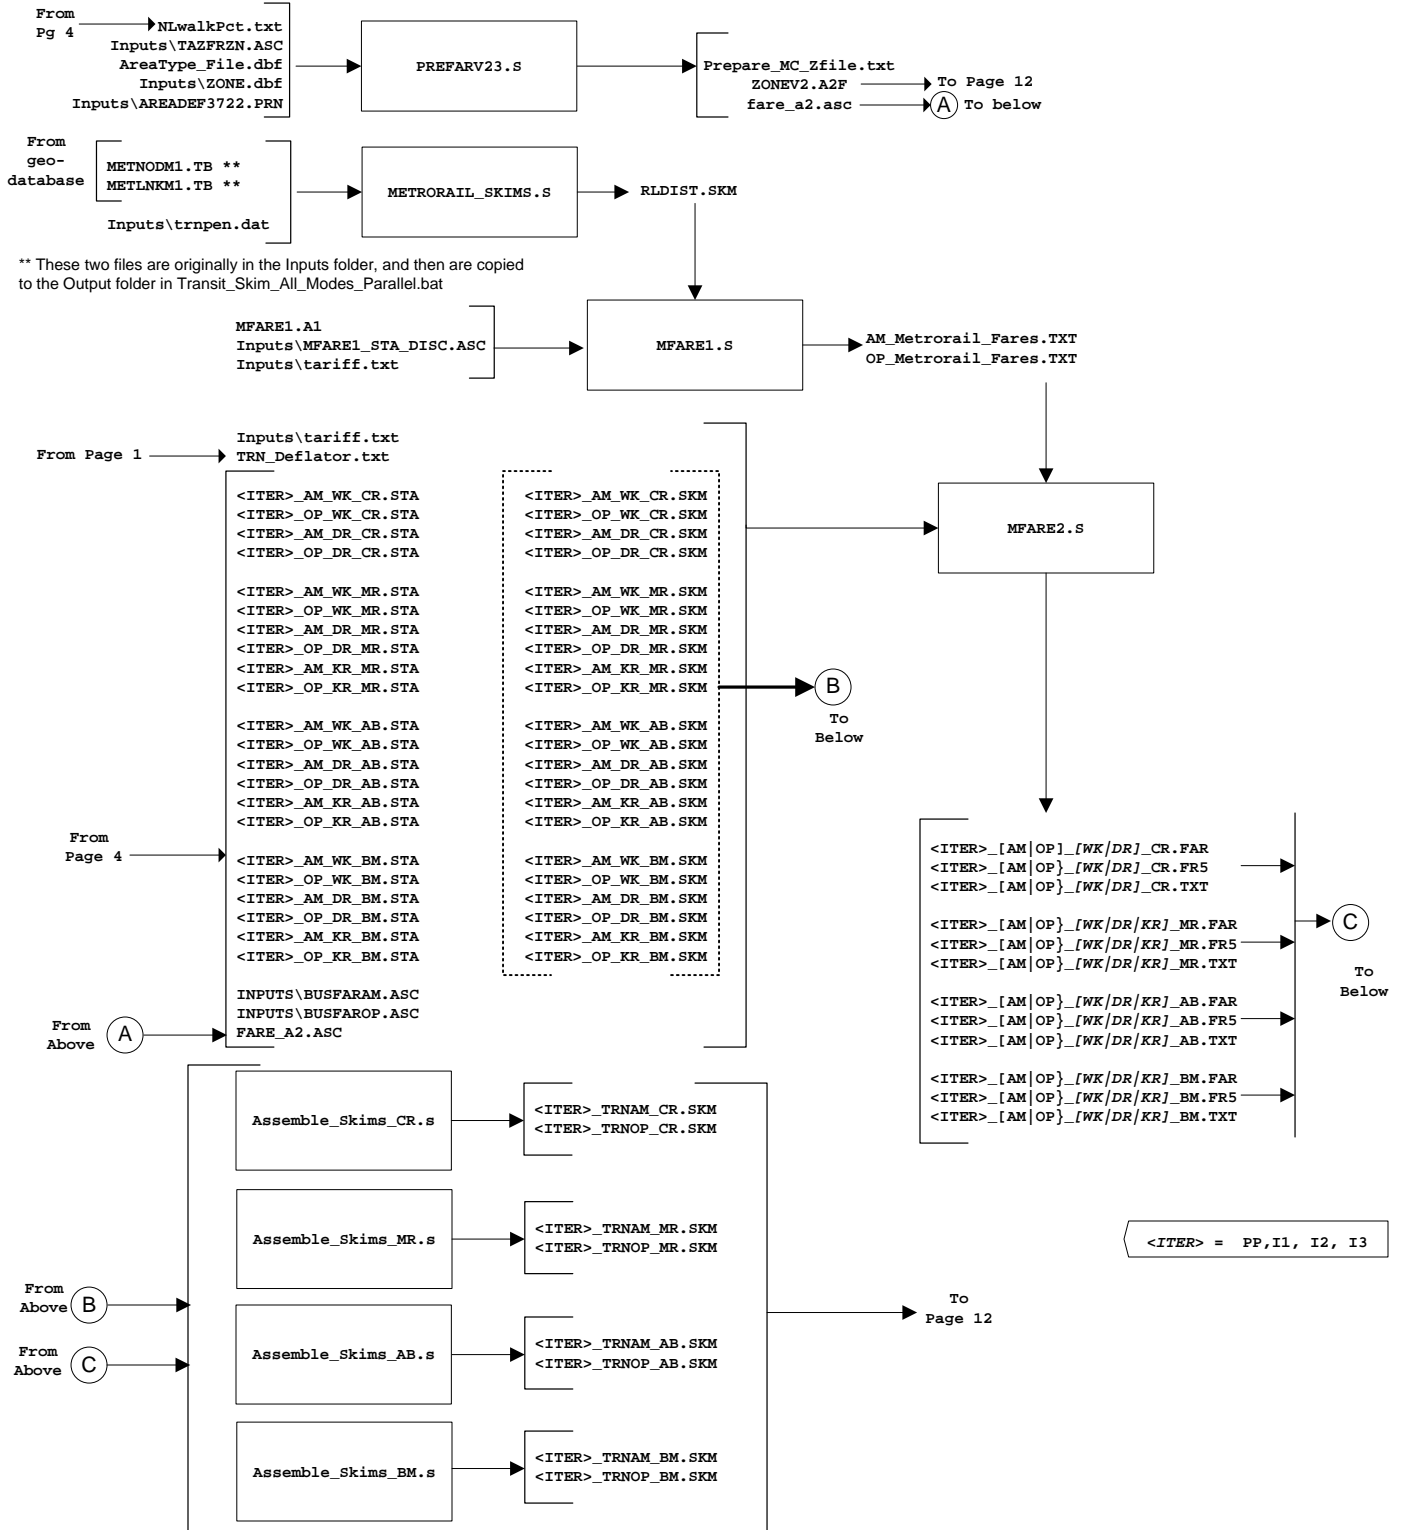 From
Pg 4
NLwalkPct.txt
Inputs\TAZFRZN.ASC
AreaType_File.dbf
Inputs\ZONE.dbf
Inputs\AREADEF3722.PRN
PREFARV23.S
Prepare_MC_Zfile.txt
ZONEV2.A2F
To Page 12
fare_a2.asc
A
To below
From
geo-
database
METNODM1.TB **
METLNKM1.TB **
Inputs\trnpen.dat
METRORAIL_SKIMS.S
RLDIST.SKM
** These two files are originally in the Inputs folder, and then are copied
to the Output folder in Transit_Skim_All_Modes_Parallel.bat
MFARE1.A1
Inputs\MFARE1_STA_DISC.ASC
Inputs\tariff.txt
MFARE1.S
AM_Metrorail_Fares.TXT
OP_Metrorail_Fares.TXT
Inputs\tariff.txt
From Page 1
TRN_Deflator.txt
<ITER>_AM_WK_CR.STA
<ITER>_OP_WK_CR.STA
<ITER>_AM_DR_CR.STA
<ITER>_OP_DR_CR.STA
<ITER>_AM_WK_MR.STA
<ITER>_OP_WK_MR.STA
<ITER>_AM_DR_MR.STA
<ITER>_OP_DR_MR.STA
<ITER>_AM_KR_MR.STA
<ITER>_OP_KR_MR.STA
<ITER>_AM_WK_AB.STA
<ITER>_OP_WK_AB.STA
<ITER>_AM_DR_AB.STA
<ITER>_OP_DR_AB.STA
<ITER>_AM_KR_AB.STA
<ITER>_OP_KR_AB.STA
From
Page 4
<ITER>_AM_WK_BM.STA
<ITER>_OP_WK_BM.STA
<ITER>_AM_DR_BM.STA
<ITER>_OP_DR_BM.STA
<ITER>_AM_KR_BM.STA
<ITER>_OP_KR_BM.STA
INPUTS\BUSFARAM.ASC
INPUTS\BUSFAROP.ASC
FARE_A2.ASC
From
Above
A
<ITER>_AM_WK_CR.SKM
<ITER>_OP_WK_CR.SKM
<ITER>_AM_DR_CR.SKM
<ITER>_OP_DR_CR.SKM
<ITER>_AM_WK_MR.SKM
<ITER>_OP_WK_MR.SKM
<ITER>_AM_DR_MR.SKM
<ITER>_OP_DR_MR.SKM
<ITER>_AM_KR_MR.SKM
<ITER>_OP_KR_MR.SKM
<ITER>_AM_WK_AB.SKM
<ITER>_OP_WK_AB.SKM
<ITER>_AM_DR_AB.SKM
<ITER>_OP_DR_AB.SKM
<ITER>_AM_KR_AB.SKM
<ITER>_OP_KR_AB.SKM
<ITER>_AM_WK_BM.SKM
<ITER>_OP_WK_BM.SKM
<ITER>_AM_DR_BM.SKM
<ITER>_OP_DR_BM.SKM
<ITER>_AM_KR_BM.SKM
<ITER>_OP_KR_BM.SKM
B
To
Below
MFARE2.S
<ITER>_[AM|OP]_[WK/DR]_CR.FAR
<ITER>_[AM|OP}_[WK/DR]_CR.FR5
<ITER>_[AM|OP}_[WK/DR]_CR.TXT
<ITER>_[AM|OP}_[WK/DR/KR]_MR.FAR
<ITER>_[AM|OP}_[WK/DR/KR]_MR.FR5
<ITER>_[AM|OP}_[WK/DR/KR]_MR.TXT
<ITER>_[AM|OP}_[WK/DR/KR]_AB.FAR
<ITER>_[AM|OP}_[WK/DR/KR]_AB.FR5
<ITER>_[AM|OP}_[WK/DR/KR]_AB.TXT
<ITER>_[AM|OP}_[WK/DR/KR]_BM.FAR
<ITER>_[AM|OP}_[WK/DR/KR]_BM.FR5
<ITER>_[AM|OP}_[WK/DR/KR]_BM.TXT
C
To
Below
Assemble_Skims_CR.s
<ITER>_TRNAM_CR.SKM
<ITER>_TRNOP_CR.SKM
Assemble_Skims_MR.s
<ITER>_TRNAM_MR.SKM
<ITER>_TRNOP_MR.SKM
<ITER> = PP,I1, I2, I3
From
Above
B
From
Above
C
Assemble_Skims_AB.s
<ITER>_TRNAM_AB.SKM
<ITER>_TRNOP_AB.SKM
To
Page 12
Assemble_Skims_BM.s
<ITER>_TRNAM_BM.SKM
<ITER>_TRNOP_BM.SKM